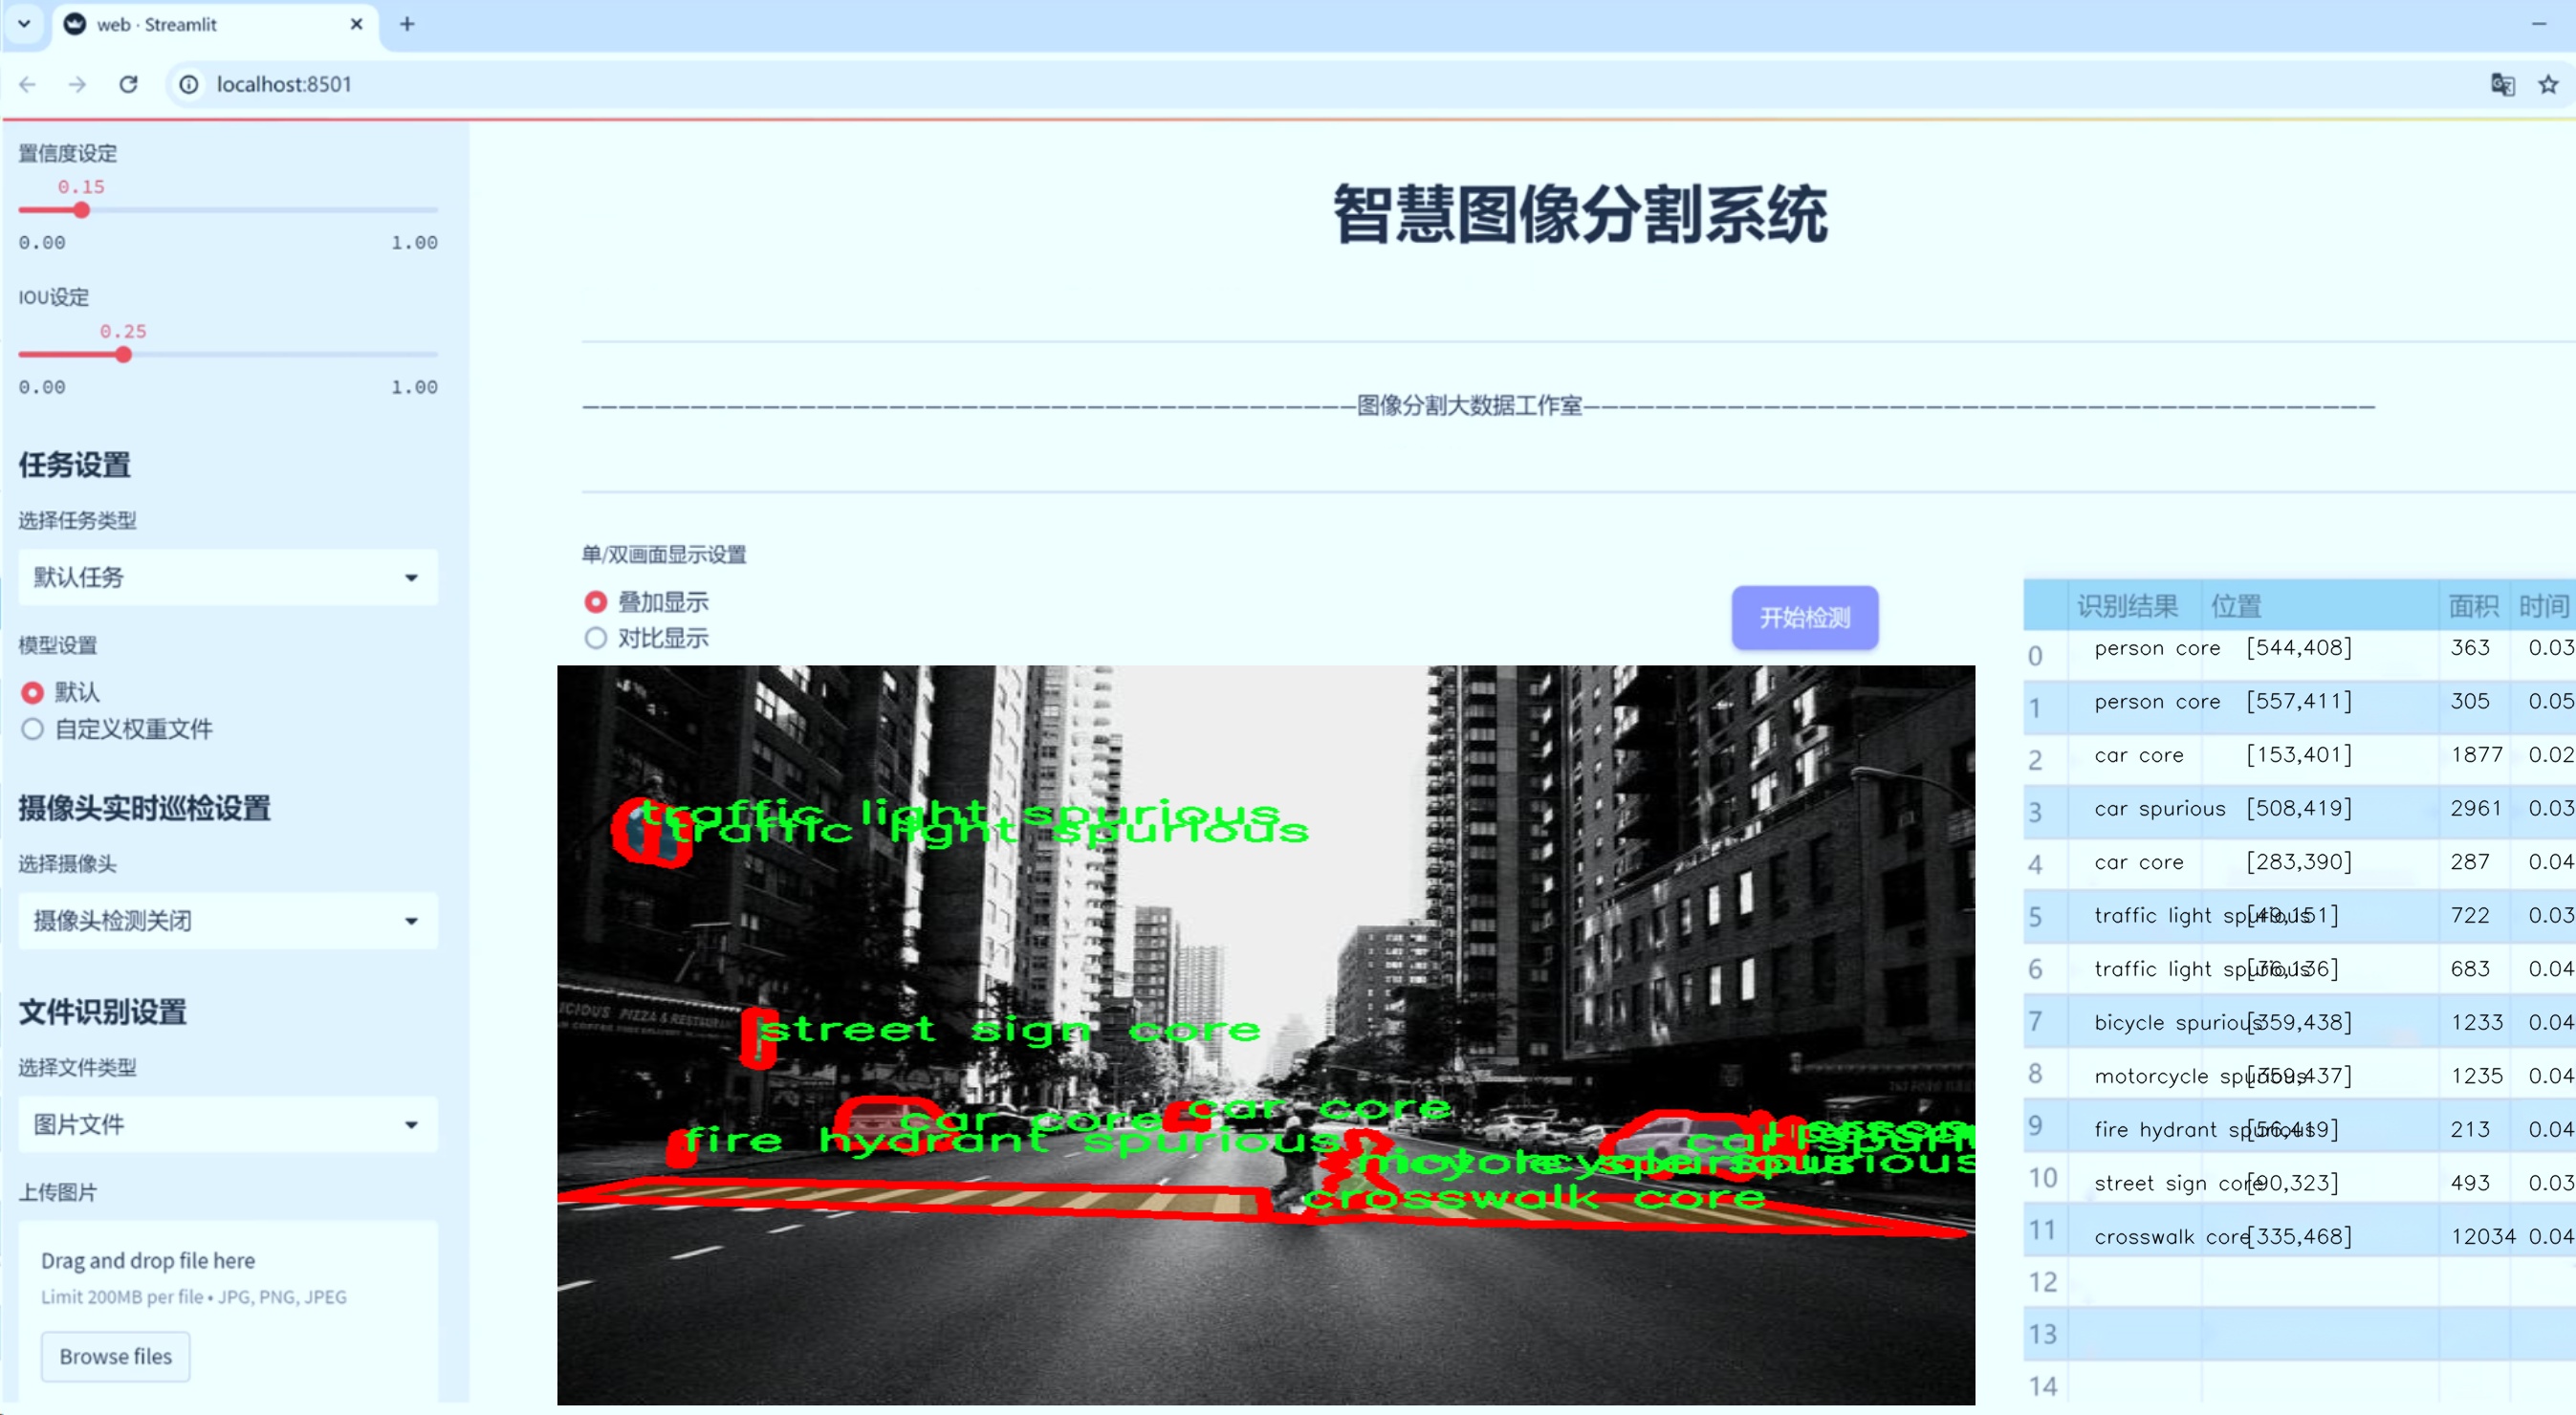 web · Streamlit
localhost:8501
置信度设定
0.15
0.00 1.00
IOU设定
0.25
0.00 1.00
任务设置
选择任务类型
默认任务
模型设置
默认
自定义权重文件
摄像头实时巡检设置
选择摄像头
摄像头检测关闭
文件识别设置
选择文件类型
图片文件
上传图片
Drag and drop file here
Limit 200MB per file • JPG, PNG, JPEG
Browse files
智慧图像分割系统
图像分割大数据工作室
单/双画面显示设置
叠加显示
对比显示
开始检测
traffic light spurious
traffic light spurious
PIZZA & RESTAURANT
street sign core
car core
car core
fire hydrant spurious
crosswalk core
识别结果 位置 面积 时间
0 person core [544,408] 363 0.03
1 person core [557,411] 305 0.05
2 car core [153,401] 1877 0.02
3 car spurious [508,419] 2961 0.03
4 car core [283,390] 287 0.04
5 traffic light spurious [49,151] 722 0.03
6 traffic light spurious [36,136] 683 0.04
7 bicycle spurious [359,438] 1233 0.04
8 motorcycle spurious [359,437] 1235 0.04
9 fire hydrant spurious [56,419] 213 0.04
10 street sign core [90,323] 493 0.03
11 crosswalk core [335,468] 12034 0.04
12
13
14